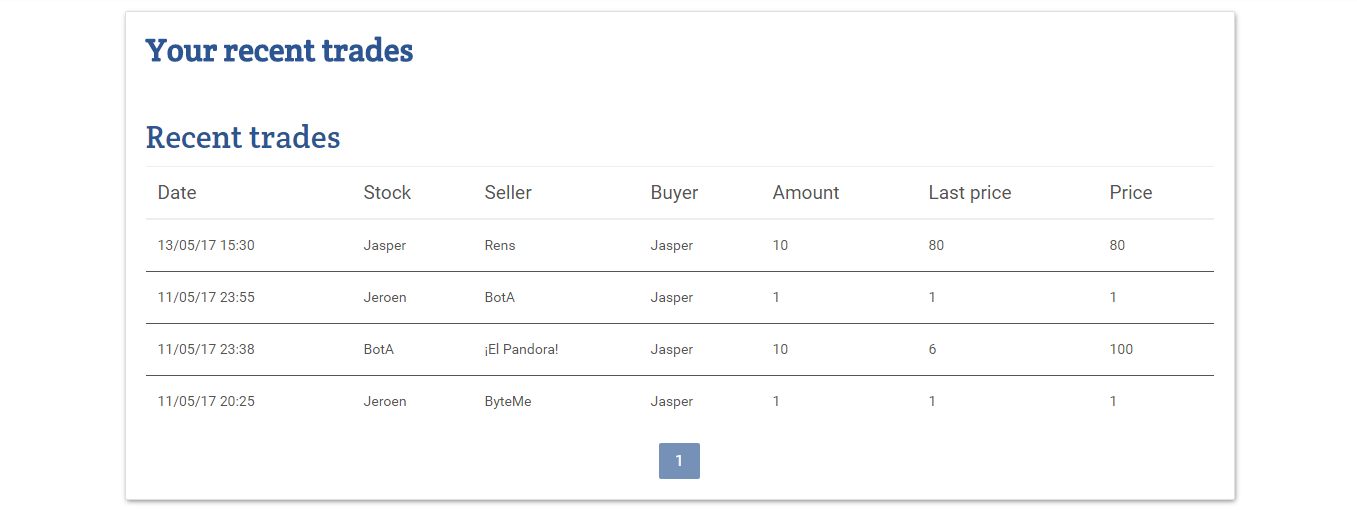 Your recent trades
Recent trades
Date Stock Seller Buyer Amount Last price Price
13/05/17 15:30 Jasper Rens Jasper 10 80 80
11/05/17 23:55 Jeroen BotA Jasper 1 1 1
11/05/17 23:38 BotA ¡El Pandora! Jasper 10 6 100
11/05/17 20:25 Jeroen ByteMe Jasper 1 1 1
1